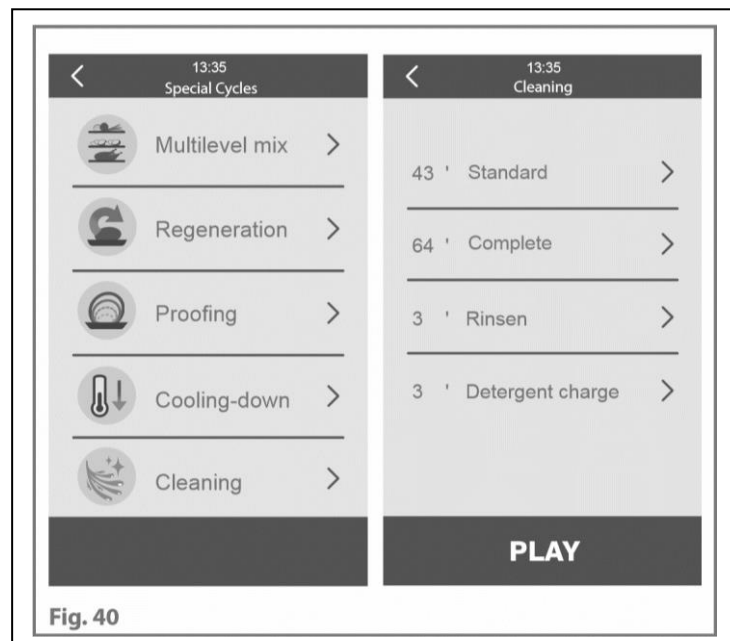 13:35
Special Cycles
Multilevel mix
Regeneration
Proofing
Cooling-down
Cleaning
13:35
Cleaning
43 ' Standard
64 ' Complete
3 ' Rinsen
3 ' Detergent charge
PLAY
Fig. 40